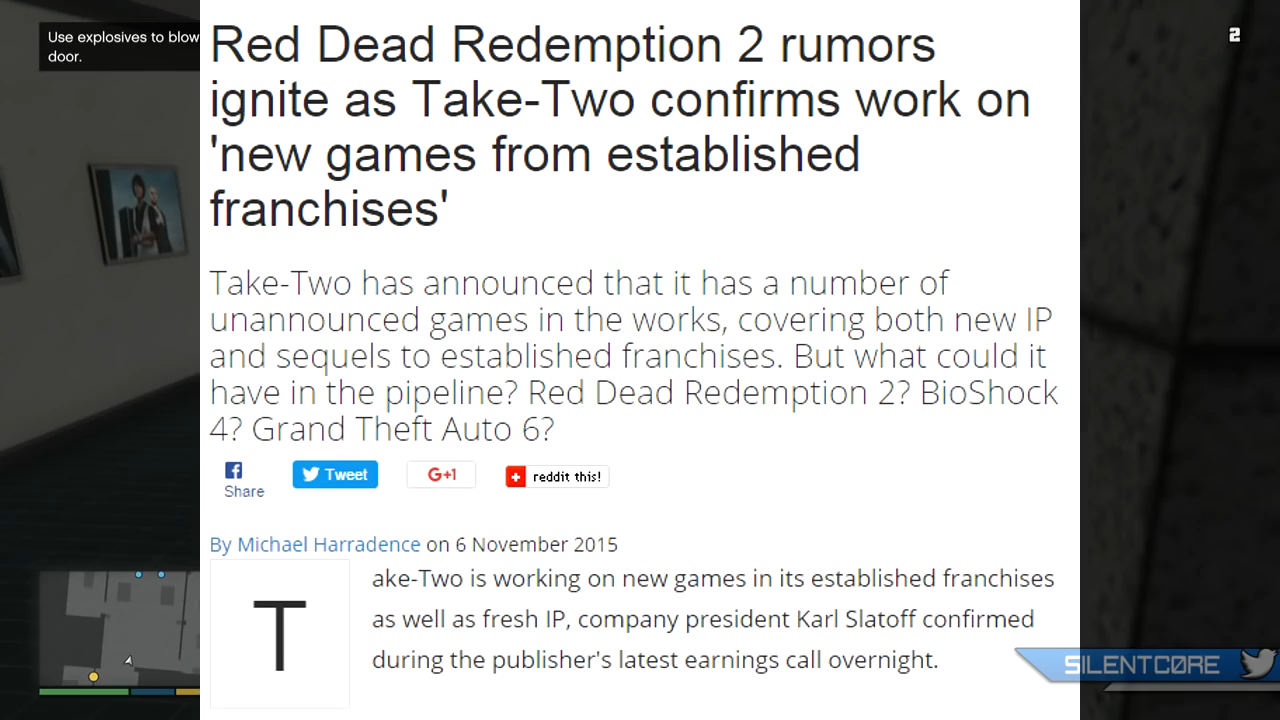 Use explosives to blow
door.
2
Red Dead Redemption 2 rumors
ignite as Take-Two confirms work on
'new games from established
franchises'
Take-Two has announced that it has a number of
unannounced games in the works, covering both new IP
and sequels to established franchises. But what could it
have in the pipeline? Red Dead Redemption 2? BioShock
4? Grand Theft Auto 6?
Share
Tweet
G+1
reddit this!
By Michael Harradence on 6 November 2015
T
ake-Two is working on new games in its established franchises
as well as fresh IP, company president Karl Slatoff confirmed
during the publisher's latest earnings call overnight.
SILENTC0RE